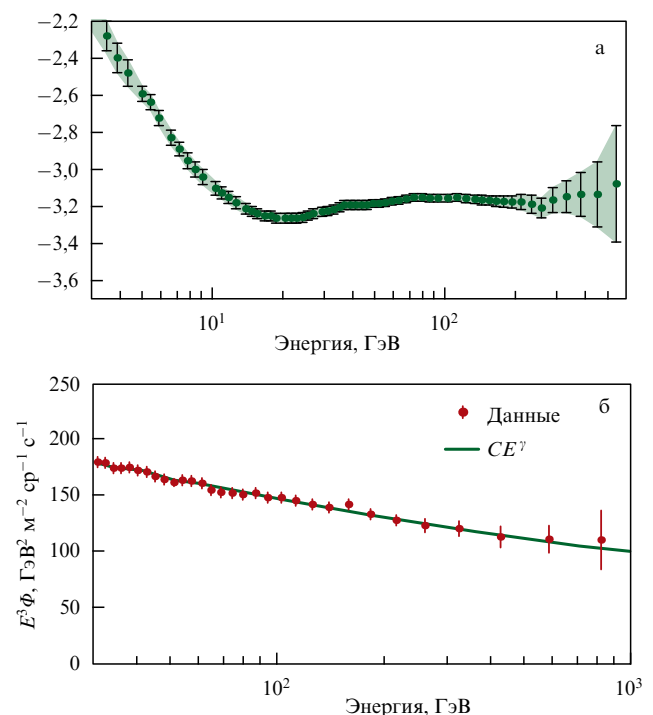 −2,2
−2,4
−2,6
−2,8
−3,0
−3,2
−3,4
−3,6
а
10¹ 10²
Энергия, ГэВ
250
200
150
100
50
0
E³Φ, ГэВ² м⁻² ср⁻¹ с⁻¹
б
Данные
CEᵞ
10² 10³
Энергия, ГэВ